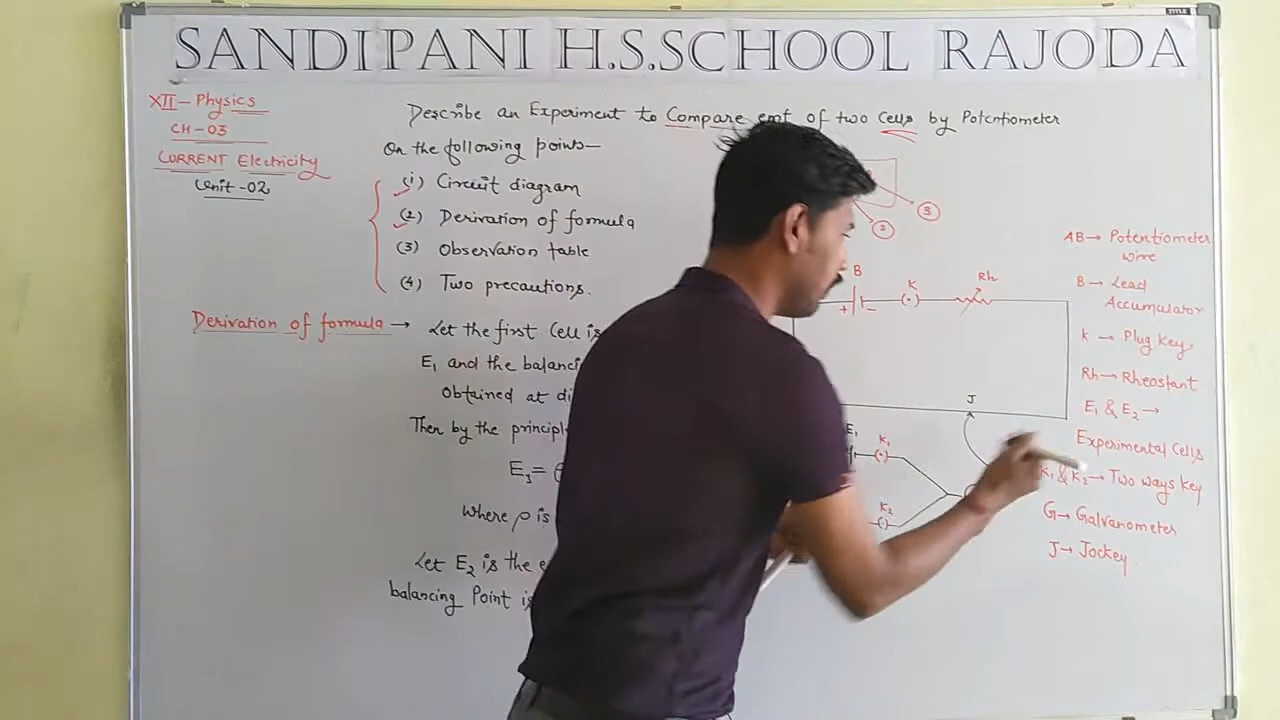 TITLE
SANDIPANI H.S.SCHOOL RAJODA
XII - Physics
CH-03
CURRENT Electricity
Unit-02
Describe an Experiment to Compare emf of two Cells by Potentiometer
On the following points—
(1) Circuit diagram
(2) Derivation of formula
(3) Observation table
(4) Two precautions.
Derivation of formula → Let the first Cell is
E₁ and the
Obtained at
Then by the
E₁ =
Where ρ is
Let E₂ is the
balancing Point
②
③
B
+ −
K
Rh
J
E₁
K₁
K₂
AB → Potentiometer
wire
B → Lead
Accumulator
K → Plug Key
Rh → Rheostant
E₁ & E₂ →
Experimental Cells
K₁ & K₂ → Two ways Key
G → Galvanometer
J → Jockey